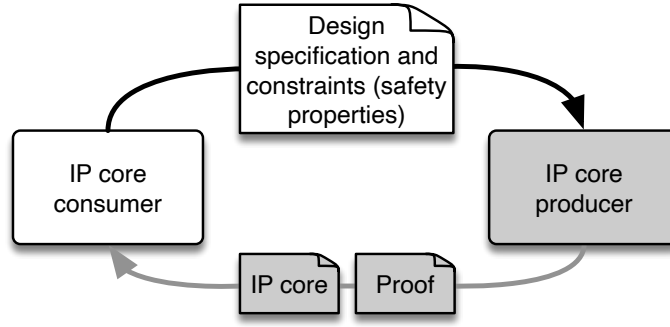 Design
specification and
constraints (safety
properties)
IP core
consumer
IP core
producer
IP core
Proof